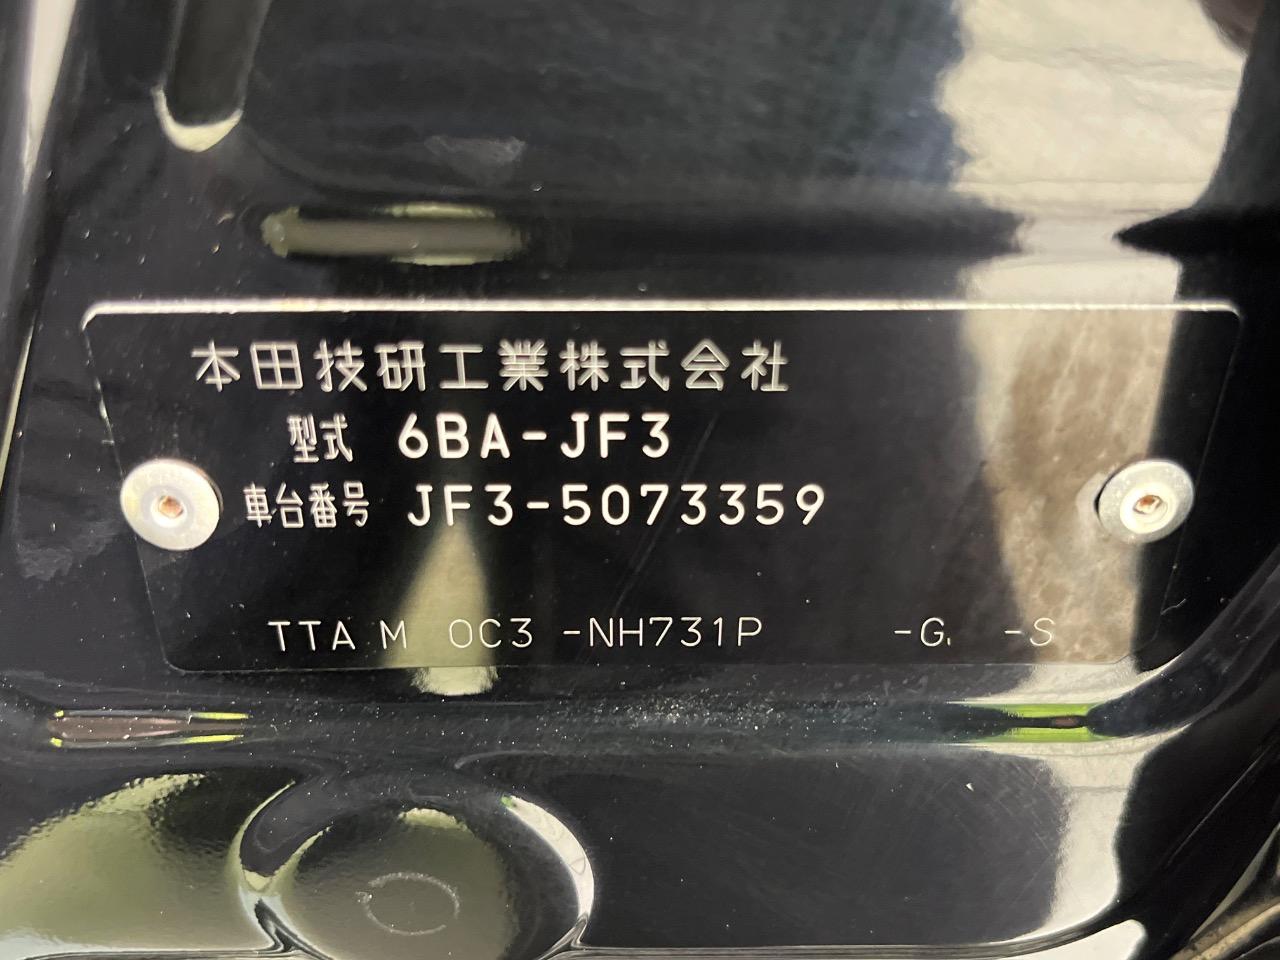 本田技研工業株式会社
型式 6BA-JF3
車台番号 JF3-5073359
TTA M 0C3 -NH731P -G. -S